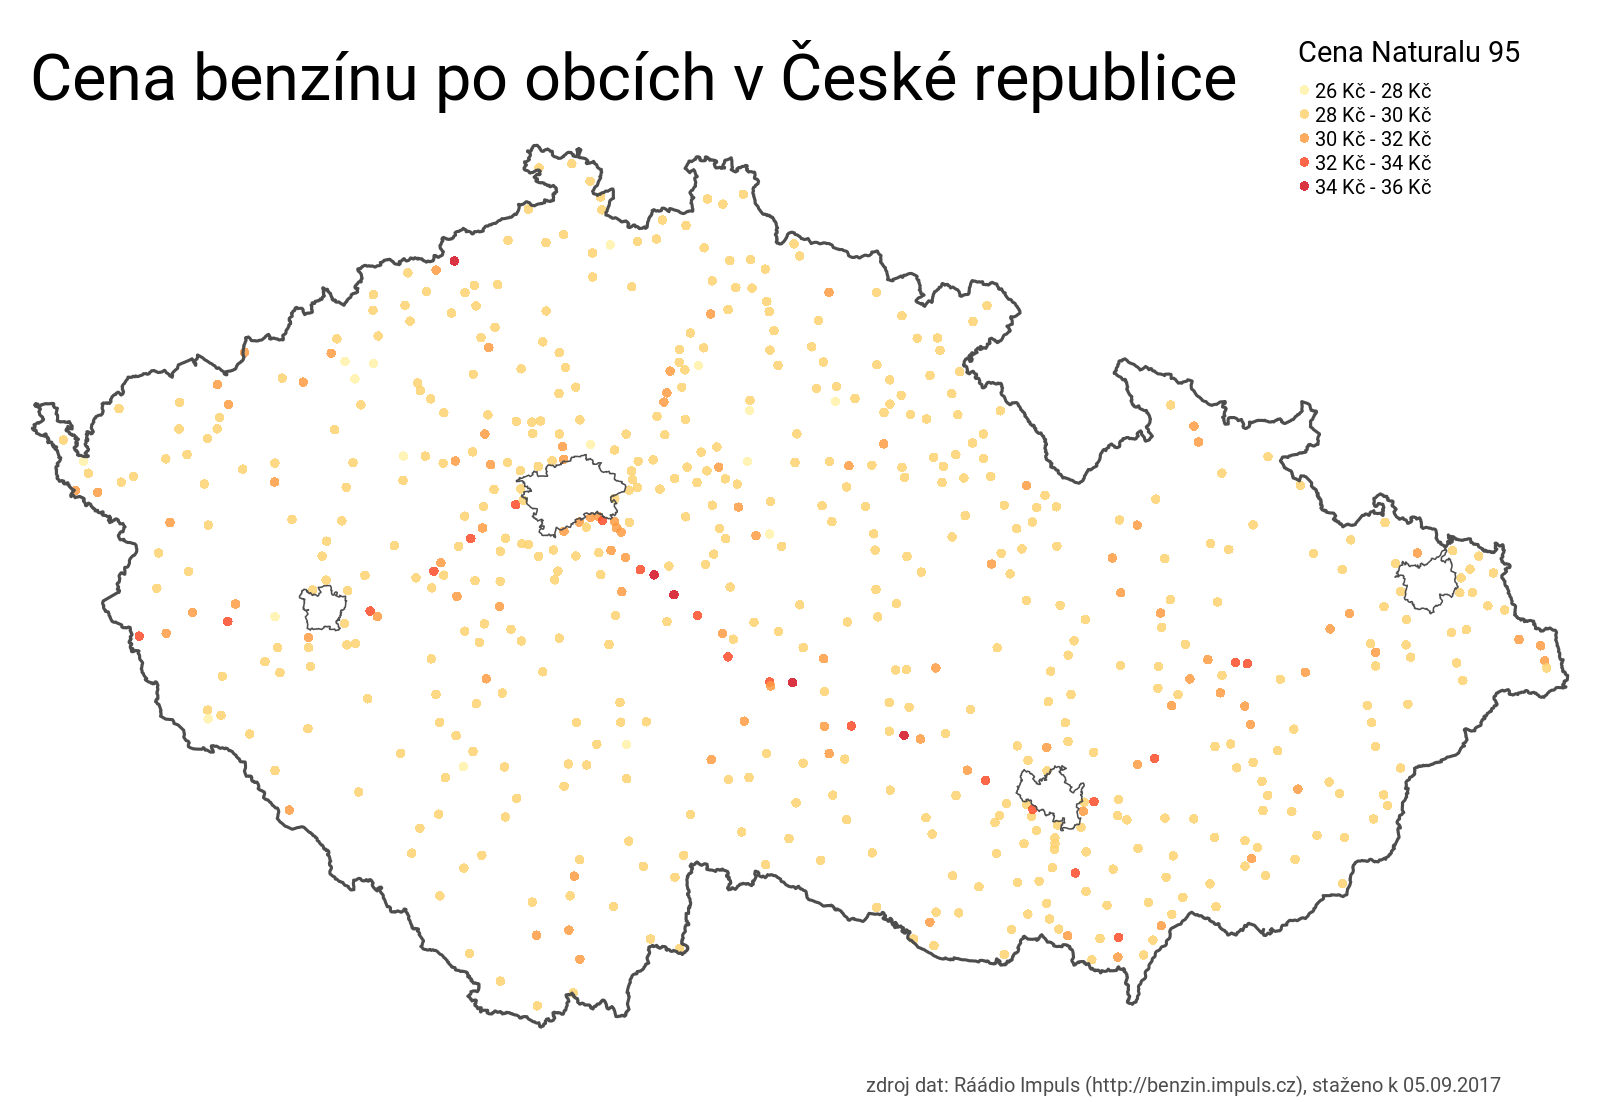 Cena benzínu po obcích v České republice
Cena Naturalu 95
26 Kč - 28 Kč
28 Kč - 30 Kč
30 Kč - 32 Kč
32 Kč - 34 Kč
34 Kč - 36 Kč
zdroj dat: Ráádio Impuls (http://benzin.impuls.cz), staženo k 05.09.2017